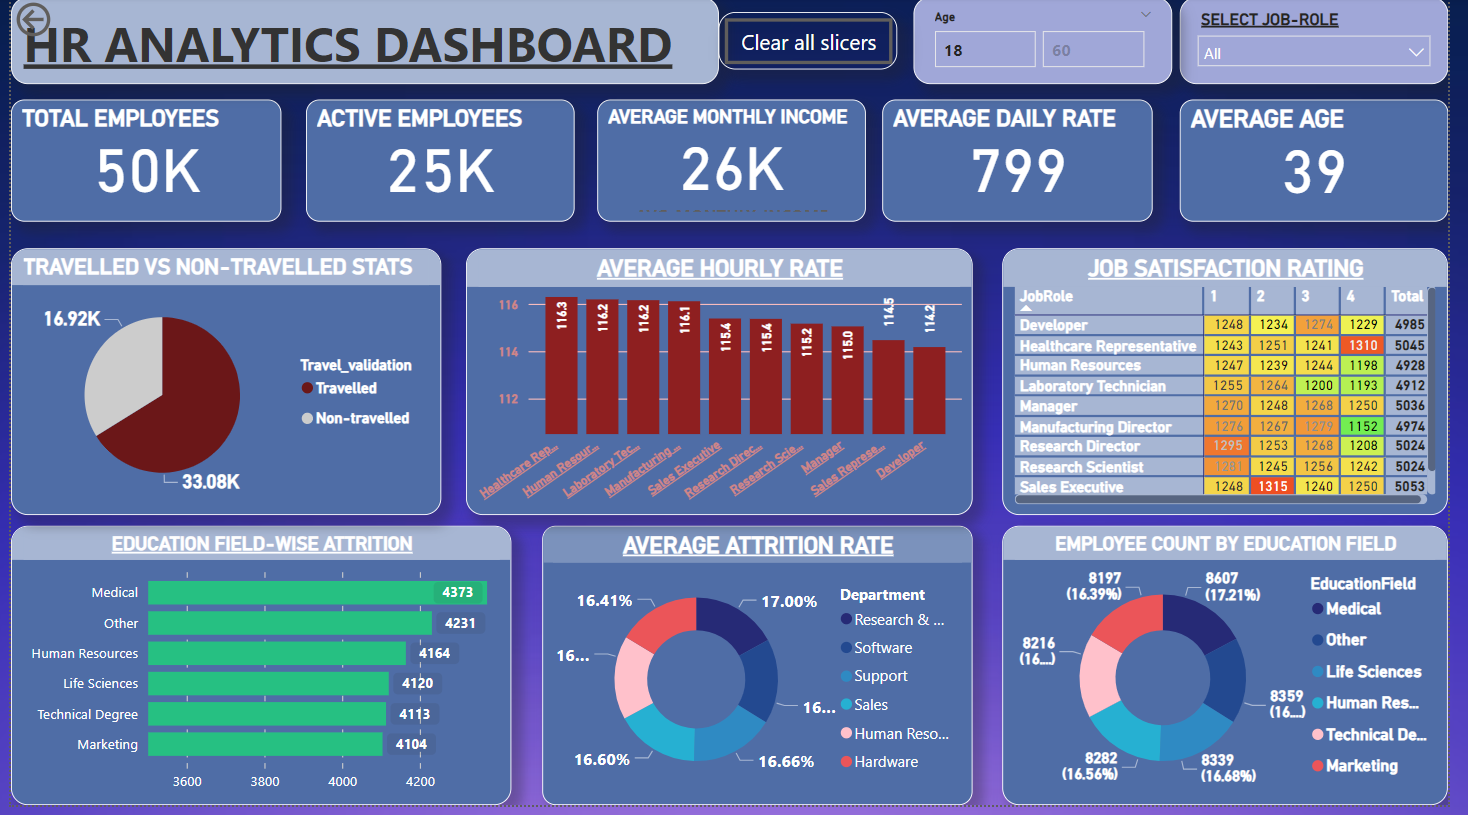 HR ANALYTICS DASHBOARD
Clear all slicers
Age
18
60
SELECT JOB-ROLE
All
TOTAL EMPLOYEES
50K
ACTIVE EMPLOYEES
25K
AVERAGE MONTHLY INCOME
26K
AVERAGE DAILY RATE
799
AVERAGE AGE
39
TRAVELLED VS NON-TRAVELLED STATS
16.92K
33.08K
Travel_validation
Travelled
Non-travelled
AVERAGE HOURLY RATE
116
114
112
116.3
116.2
116.2
116.1
115.4
115.4
115.2
115.0
114.5
114.2
Healthcare Rep...
Human Resour...
Laboratory Tec...
Manufacturing ...
Sales Executive
Research Direc...
Research Scie...
Manager
Sales Represe...
Developer
JOB SATISFACTION RATING
JobRole 1 2 3 4 Total
Developer 1248 1234 1274 1229 4985
Healthcare Representative 1243 1251 1241 1310 5045
Human Resources 1247 1239 1244 1198 4928
Laboratory Technician 1255 1264 1200 1193 4912
Manager 1270 1248 1268 1250 5036
Manufacturing Director 1276 1267 1279 1152 4974
Research Director 1295 1253 1268 1208 5024
Research Scientist 1281 1245 1256 1242 5024
Sales Executive 1248 1315 1240 1250 5053
EDUCATION FIELD-WISE ATTRITION
Medical 4373
Other 4231
Human Resources 4164
Life Sciences 4120
Technical Degree 4113
Marketing 4104
3600 3800 4000 4200
AVERAGE ATTRITION RATE
17.00%
16...
16.66%
16.60%
16...
16.41%
Department
Research & ...
Software
Support
Sales
Human Reso...
Hardware
EMPLOYEE COUNT BY EDUCATION FIELD
8607
(17.21%)
8359
(16....)
8339
(16.68%)
8282
(16.56%)
8216
(16....)
8197
(16.39%)
EducationField
Medical
Other
Life Sciences
Human Res...
Technical De...
Marketing